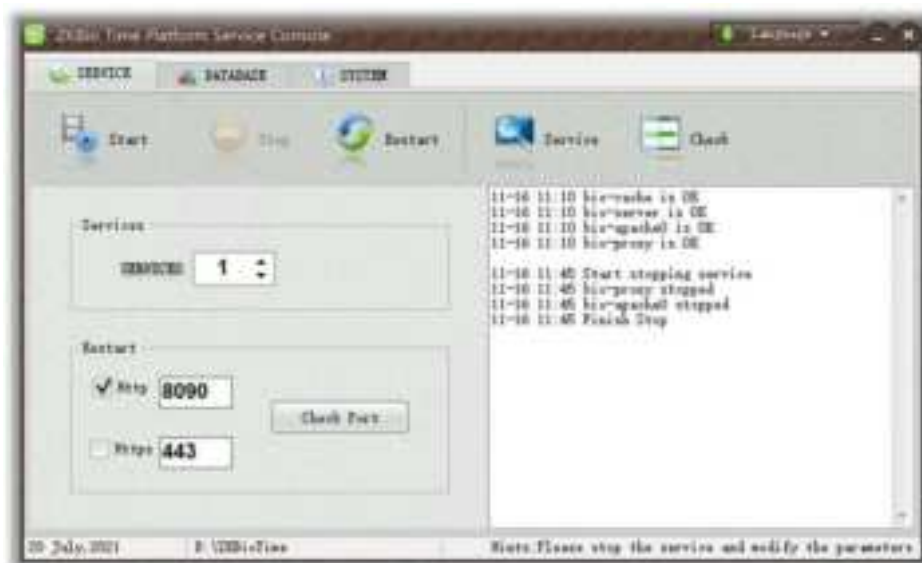 ZKBio Time Platform Service Console
Language
SERVICE DATABASE SYSTEM
Start Stop Restart Service Check
Services
SERVICES 1
Restart
Http 8090
Https 443
Check Port
11-16 11:10 bio-cache is OK
11-16 11:10 bio-server is OK
11-16 11:10 bio-apache0 is OK
11-16 11:10 bio-proxy is OK
11-16 11:45 Start stopping service
11-16 11:45 bio-proxy stopped
11-16 11:45 bio-apache0 stopped
11-16 11:45 Finish Stop
20 July,2021 D:\ZKBioTime Hints:Please stop the service and modify the parameters